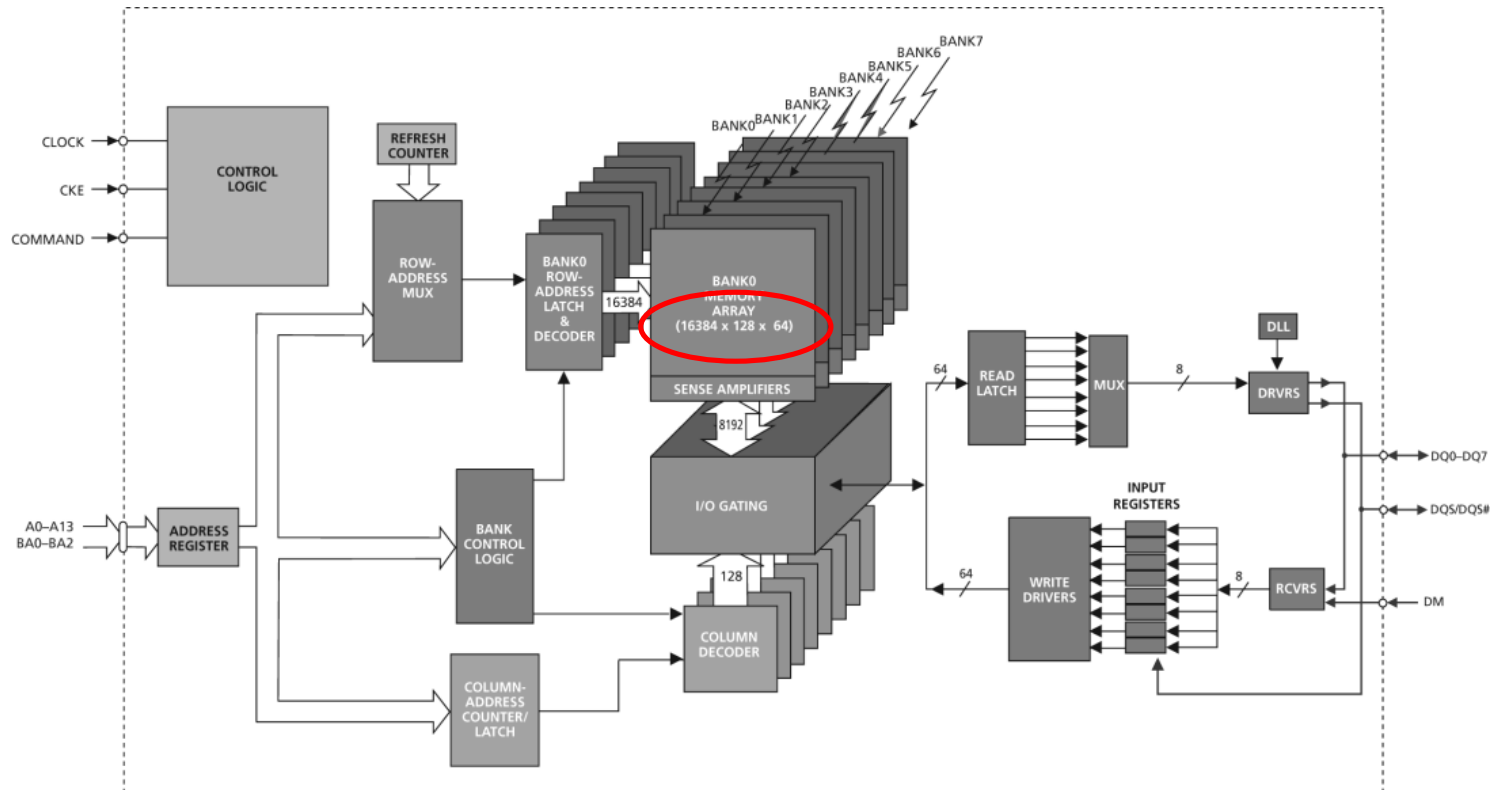 BANK7
BANK6
BANK5
BANK4
BANK3
BANK2
BANK1
BANK0
CLOCK
CKE
COMMAND
CONTROL
LOGIC
REFRESH
COUNTER
ROW-
ADDRESS
MUX
BANK0
ROW-
ADDRESS
LATCH
&
DECODER
16384
BANK0
MEMORY
ARRAY
(16384 x 128 x 64)
SENSE AMPLIFIERS
8192
I/O GATING
A0–A13
BA0–BA2
ADDRESS
REGISTER
BANK
CONTROL
LOGIC
128
COLUMN
DECODER
COLUMN-
ADDRESS
COUNTER/
LATCH
64
READ
LATCH
MUX
8
DLL
DRVRS
DQ0–DQ7
DQS/DQS#
INPUT
REGISTERS
64
WRITE
DRIVERS
8
RCVRS
DM